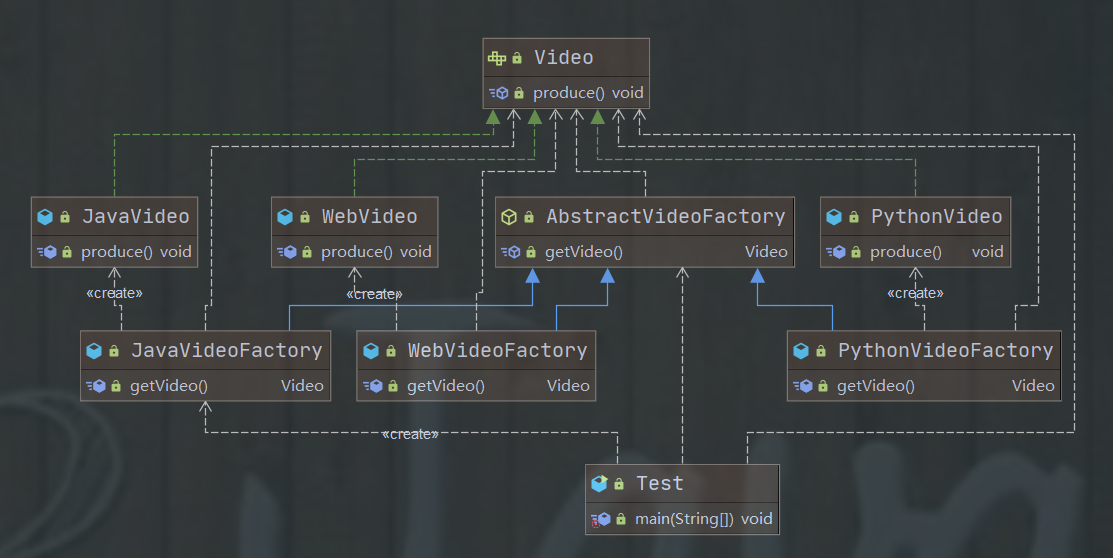 Video
produce() void
JavaVideo
produce() void
WebVideo
produce() void
AbstractVideoFactory
getVideo() Video
PythonVideo
produce() void
«create»
«create»
«create»
JavaVideoFactory
getVideo() Video
WebVideoFactory
getVideo() Video
PythonVideoFactory
getVideo() Video
«create»
Test
main(String[]) void